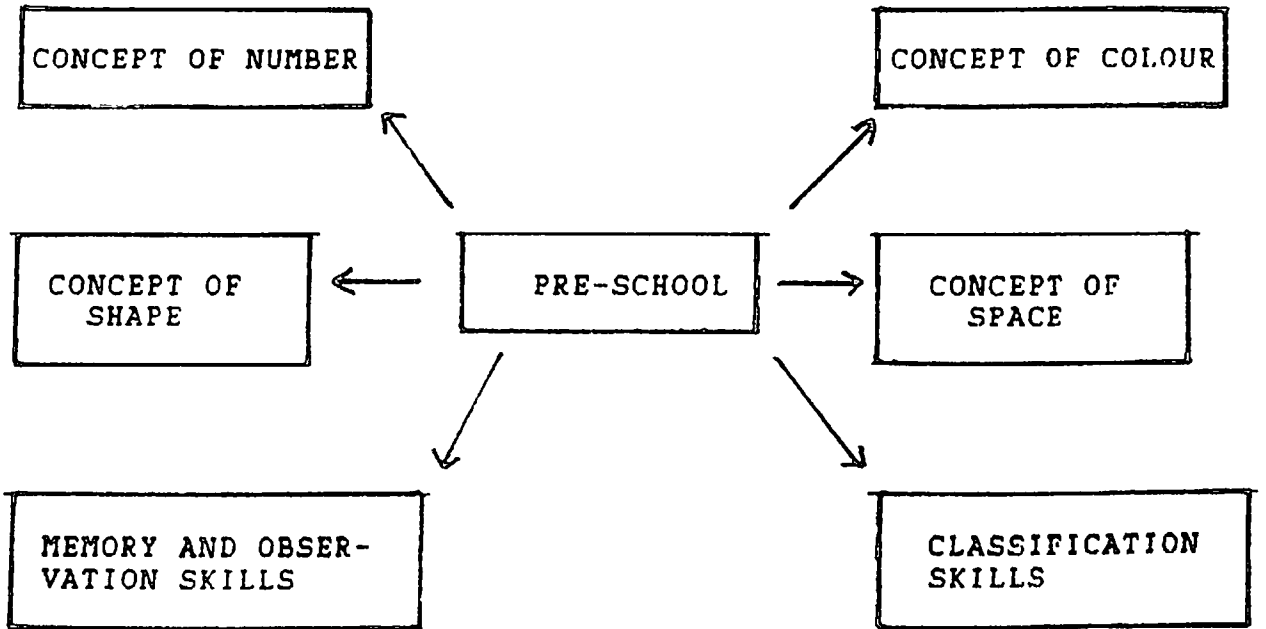 CONCEPT OF NUMBER
CONCEPT OF COLOUR
CONCEPT OF
SHAPE
PRE-SCHOOL
CONCEPT OF
SPACE
MEMORY AND OBSER-
VATION SKILLS
CLASSIFICATION
SKILLS